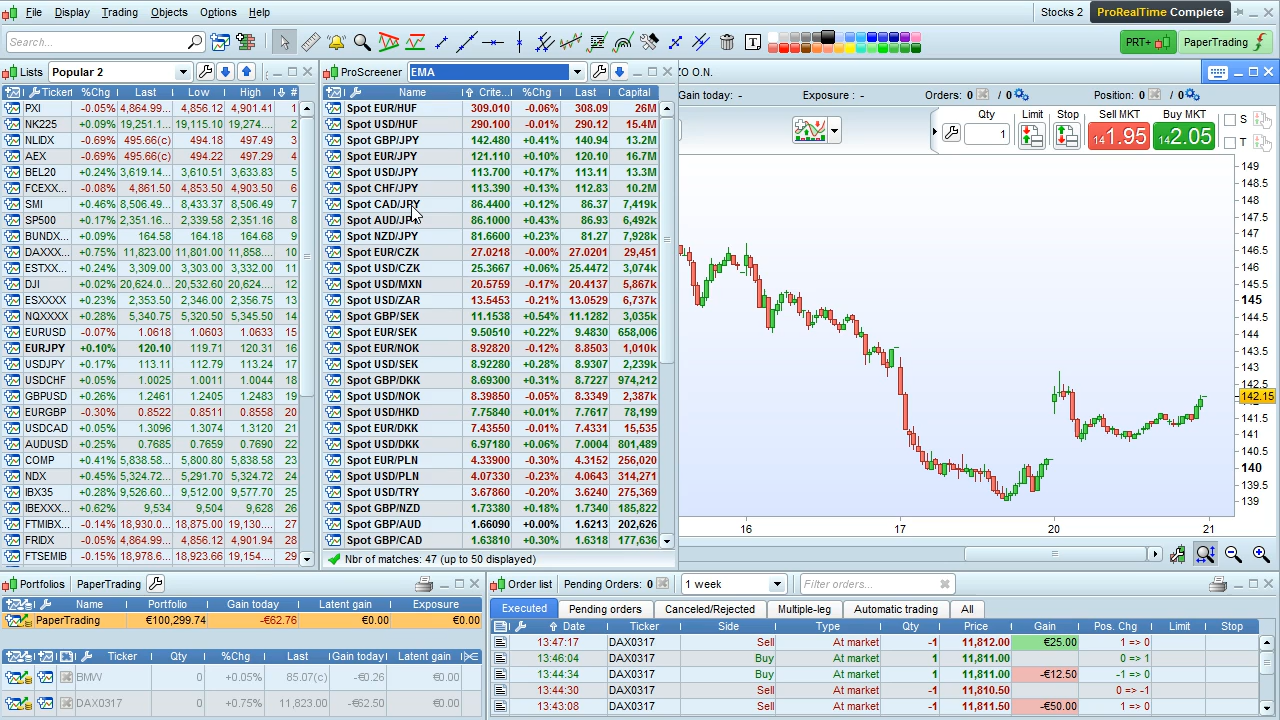 File Display Trading Objects Options Help Stocks 2 ProRealTime Complete
Search... PRT+ PaperTrading
Lists Popular 2
Ticker %Chg Last Low High #
PXI -0.05% 4,864.99... 4,856.12 4,901.41 1
NK225 +0.09% 19,251.1... 19,115.10 19,274.... 2
NLIDX -0.69% 495.66(c) 494.18 497.49 3
AEX -0.69% 495.66(c) 494.22 497.29 4
BEL20 +0.24% 3,619.14... 3,610.51 3,633.83 5
FCEXX... -0.08% 4,861.50 4,853.50 4,903.50 6
SMI +0.46% 8,506.49... 8,433.37 8,506.49 7
SP500 +0.17% 2,351.16... 2,339.58 2,351.16 8
BUNDX... +0.09% 164.58 164.18 164.68 9
DAXXX... +0.75% 11,823.00 11,801.00 11,858.... 10
ESTXX... +0.24% 3,309.00 3,303.00 3,332.00 11
DJI +0.02% 20,624.0... 20,532.60 20,624.... 12
ESXXXX +0.23% 2,353.50 2,346.00 2,356.75 13
NQXXXX +0.28% 5,340.75 5,320.50 5,345.50 14
EURUSD -0.07% 1.0618 1.0603 1.0633 15
EURJPY +0.10% 120.10 119.71 120.31 16
USDJPY +0.17% 113.11 112.79 113.24 17
USDCHF +0.05% 1.0025 1.0011 1.0044 18
GBPUSD +0.26% 1.2461 1.2405 1.2483 19
EURGBP -0.30% 0.8522 0.8511 0.8558 20
USDCAD +0.05% 1.3096 1.3074 1.3120 21
AUDUSD +0.25% 0.7685 0.7659 0.7690 22
COMP +0.41% 5,838.58... 5,800.80 5,838.58 23
NDX +0.45% 5,324.72... 5,291.70 5,324.72 24
IBX35 +0.28% 9,526.60... 9,512.00 9,577.70 25
IBEXXX... +0.62% 9,534 9,504 9,628 26
FTMIBX... -0.14% 18,930.0... 18,875.00 19,130.... 27
FRIDX -0.05% 4,864.99... 4,856.12 4,901.94 28
FTSEMIB -0.15% 18,978.6... 18,923.66 19,154.... 29
ProScreener EMA
Name Crite... %Chg Last Capital
Spot EUR/HUF 309.010 -0.06% 308.09 26M
Spot USD/HUF 290.100 -0.01% 290.12 15.4M
Spot GBP/JPY 142.480 +0.41% 140.94 13.2M
Spot EUR/JPY 121.110 +0.10% 120.10 16.7M
Spot USD/JPY 113.700 +0.17% 113.11 13.3M
Spot CHF/JPY 113.390 +0.13% 112.83 10.2M
Spot CAD/JPY 86.4400 +0.12% 86.37 7,419k
Spot AUD/JPY 86.1000 +0.43% 86.93 6,492k
Spot NZD/JPY 81.6600 +0.23% 81.27 7,928k
Spot EUR/CZK 27.0218 -0.00% 27.0201 29,451
Spot USD/CZK 25.3667 +0.06% 25.4472 3,074k
Spot USD/MXN 20.5759 -0.17% 20.4137 5,867k
Spot USD/ZAR 13.5453 -0.21% 13.0529 6,737k
Spot GBP/SEK 11.1538 +0.54% 11.1282 3,035k
Spot EUR/SEK 9.50510 +0.22% 9.4830 658,006
Spot EUR/NOK 8.92820 -0.12% 8.8503 1,010k
Spot USD/SEK 8.92280 +0.28% 8.9307 2,239k
Spot GBP/DKK 8.69300 +0.31% 8.7227 974,212
Spot USD/NOK 8.39850 -0.05% 8.3349 2,387k
Spot USD/HKD 7.75840 +0.01% 7.7617 78,199
Spot EUR/DKK 7.43550 -0.01% 7.4331 15,535
Spot USD/DKK 6.97180 +0.06% 7.0004 801,489
Spot EUR/PLN 4.33900 -0.30% 4.3152 256,020
Spot USD/PLN 4.07330 -0.23% 4.0643 314,271
Spot USD/TRY 3.67860 -0.20% 3.6240 275,369
Spot GBP/NZD 1.73380 +0.18% 1.7340 185,822
Spot GBP/AUD 1.66090 +0.00% 1.6213 202,626
Spot GBP/CAD 1.63810 +0.30% 1.6318 177,636
Nbr of matches: 47 (up to 50 displayed)
ZO O.N.
Gain today: - Exposure : - Orders: 0 / 0 Position: 0 / 0
Qty Limit Stop Sell MKT Buy MKT
1 141.95 142.05 S
T
149
148.5
147.5
146.5
146
145.5
145
144.5
144
143.5
143
142.5
142.15
141.5
141
140.5
140
139.5
139
16 17 20 21
Portfolios PaperTrading
Name Portfolio Gain today Latent gain Exposure
PaperTrading €100,299.74 -€62.76 €0.00 €0.00
Ticker Qty %Chg Last Gain today Latent gain
BMW 0 +0.05% 85.07(c) -€0.26 €0.00
DAX0317 0 +0.75% 11,823.00 -€62.50 €0.00
Order list Pending Orders: 0 1 week Filter orders...
Executed Pending orders Canceled/Rejected Multiple-leg Automatic trading All
Date Ticker Side Type Qty Price Gain Pos. Chg Limit Stop
13:47:17 DAX0317 Sell At market -1 11,812.00 €25.00 1 => 0
13:46:04 DAX0317 Buy At market 1 11,811.00 0 => 1
13:44:34 DAX0317 Buy At market 1 11,811.00 -€12.50 -1 => 0
13:44:30 DAX0317 Sell At market -1 11,810.50 0 => -1
13:43:08 DAX0317 Sell At market -1 11,811.50 -€50.00 1 => 0